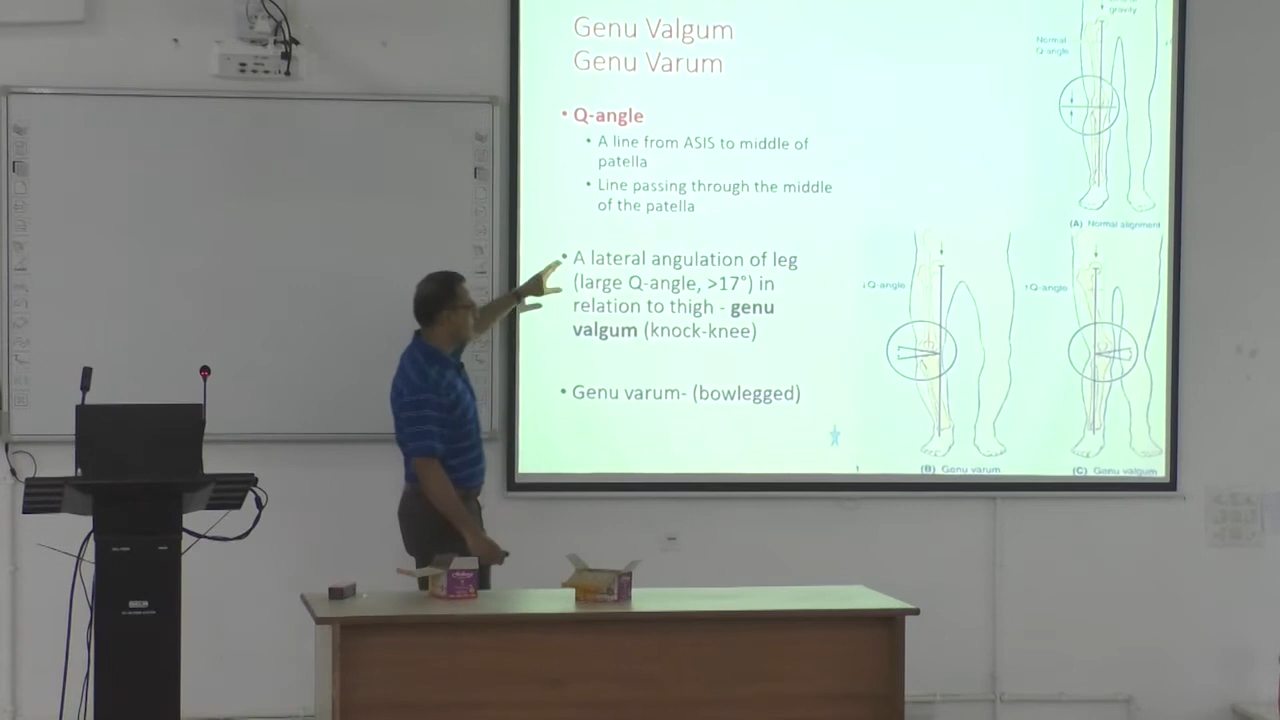 Genu Valgum
Genu Varum
• Q-angle
• A line from ASIS to middle of
patella
• Line passing through the middle
of the patella
• A lateral angulation of leg
(large Q-angle, >17°) in
relation to thigh - genu
valgum (knock-knee)
• Genu varum- (bowlegged)
gravity
Normal
Q-angle
(A) Normal alignment
↓Q-angle
↑Q-angle
(B) Genu varum
(C) Genu valgum